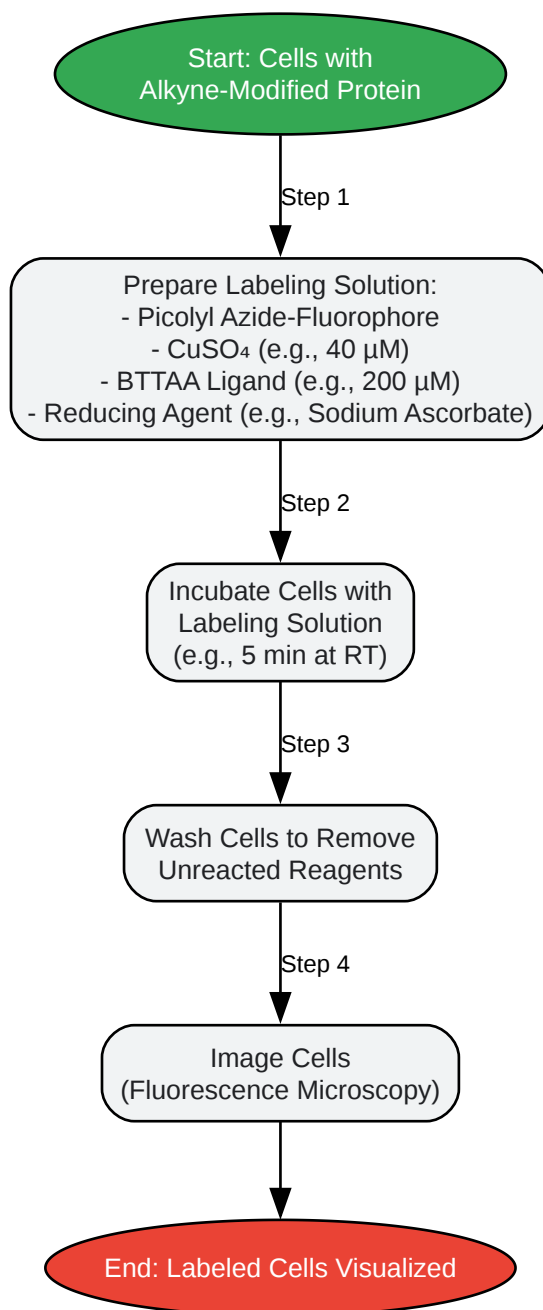 Start: Cells with
Alkyne-Modified Protein
Step 1
Prepare Labeling Solution:
- Picolyl Azide-Fluorophore
- CuSO₄ (e.g., 40 µM)
- BTTAA Ligand (e.g., 200 µM)
- Reducing Agent (e.g., Sodium Ascorbate)
Step 2
Incubate Cells with
Labeling Solution
(e.g., 5 min at RT)
Step 3
Wash Cells to Remove
Unreacted Reagents
Step 4
Image Cells
(Fluorescence Microscopy)
End: Labeled Cells Visualized